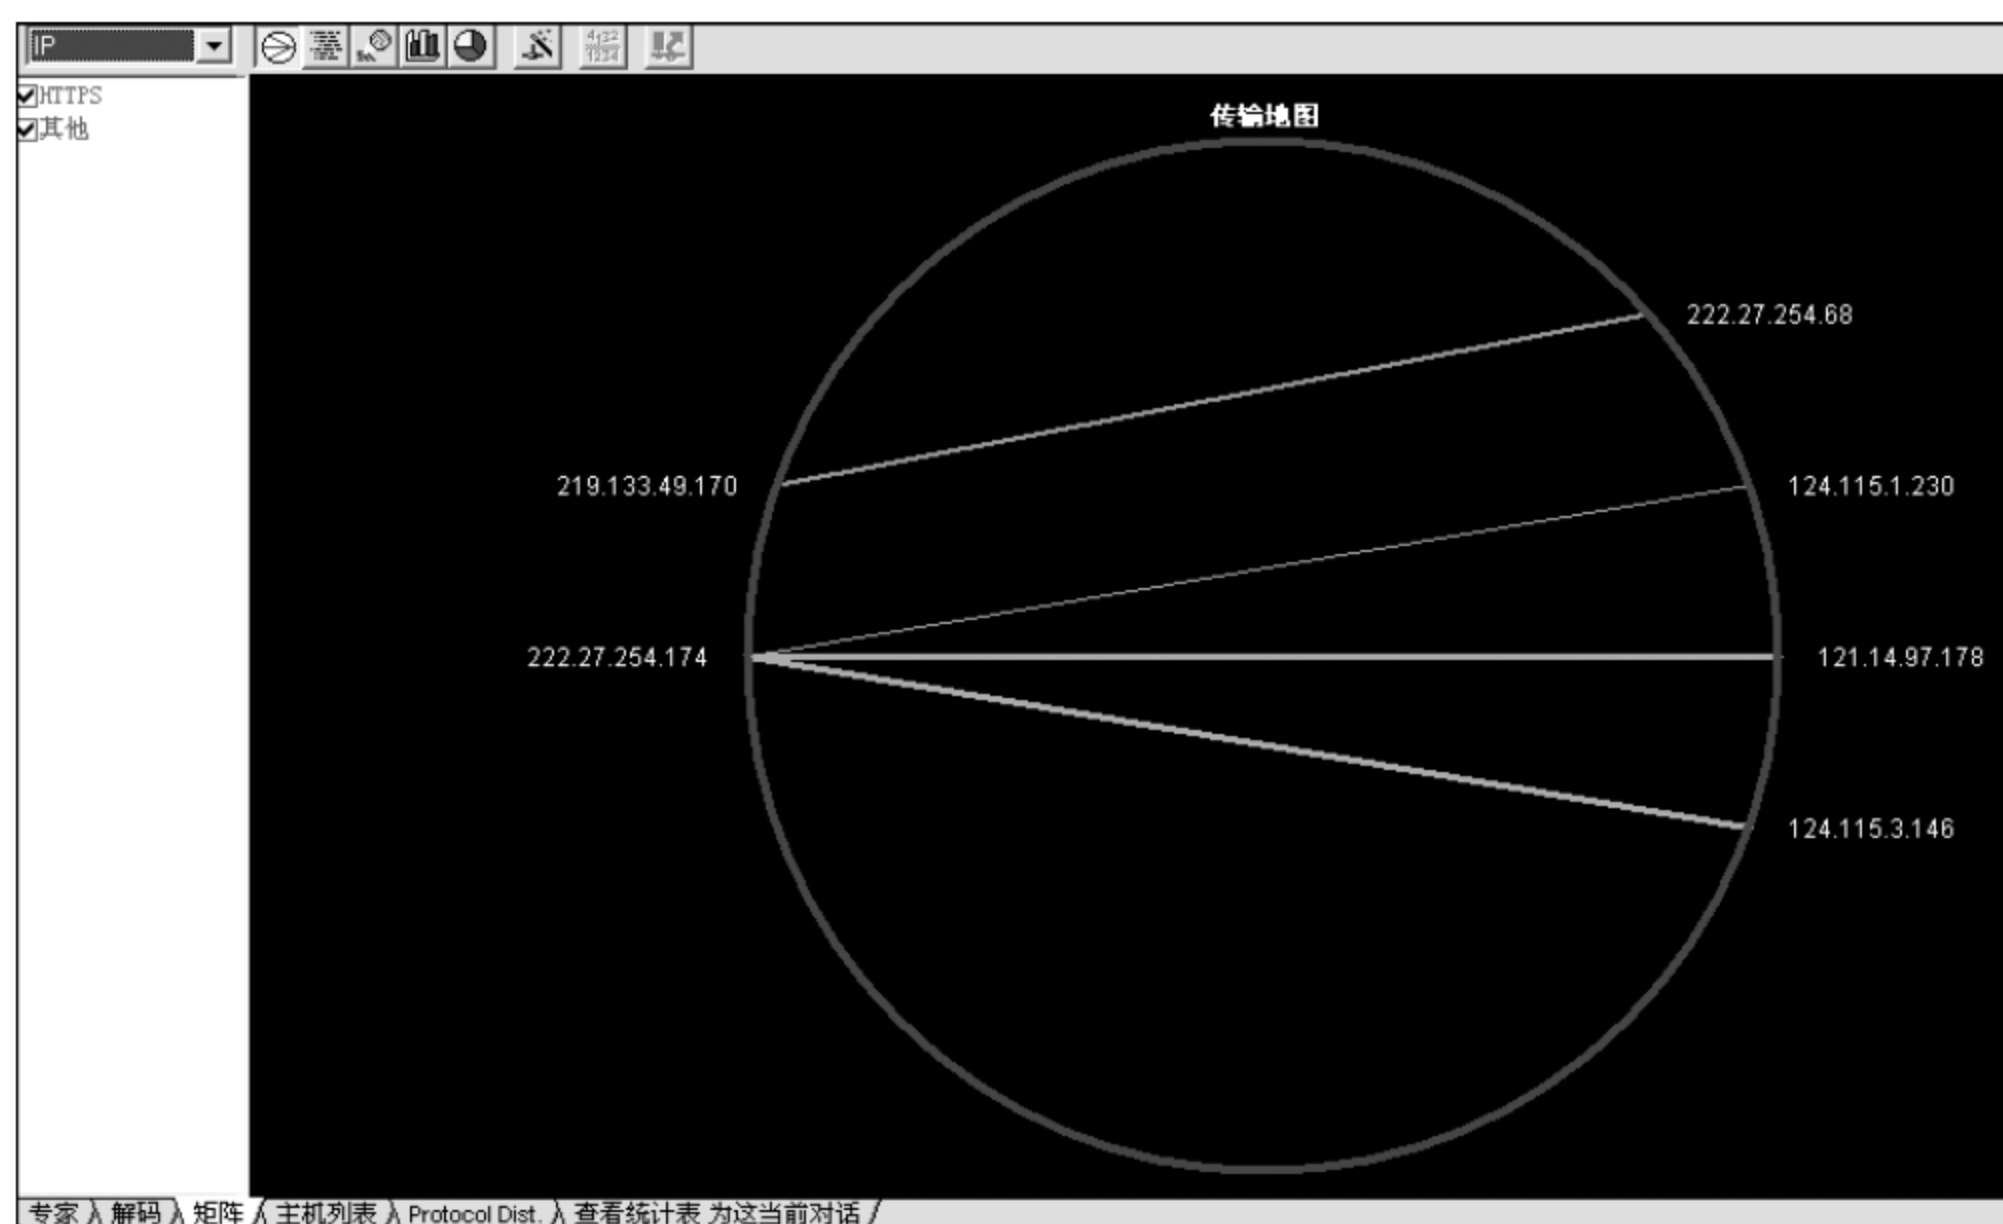 IP
HTTPS
其他
传输地图
222.27.254.68
219.133.49.170
124.115.1.230
222.27.254.174
121.14.97.178
124.115.3.146
专家 解码 矩阵 主机列表 Protocol Dist. 查看统计表 为这当前对话